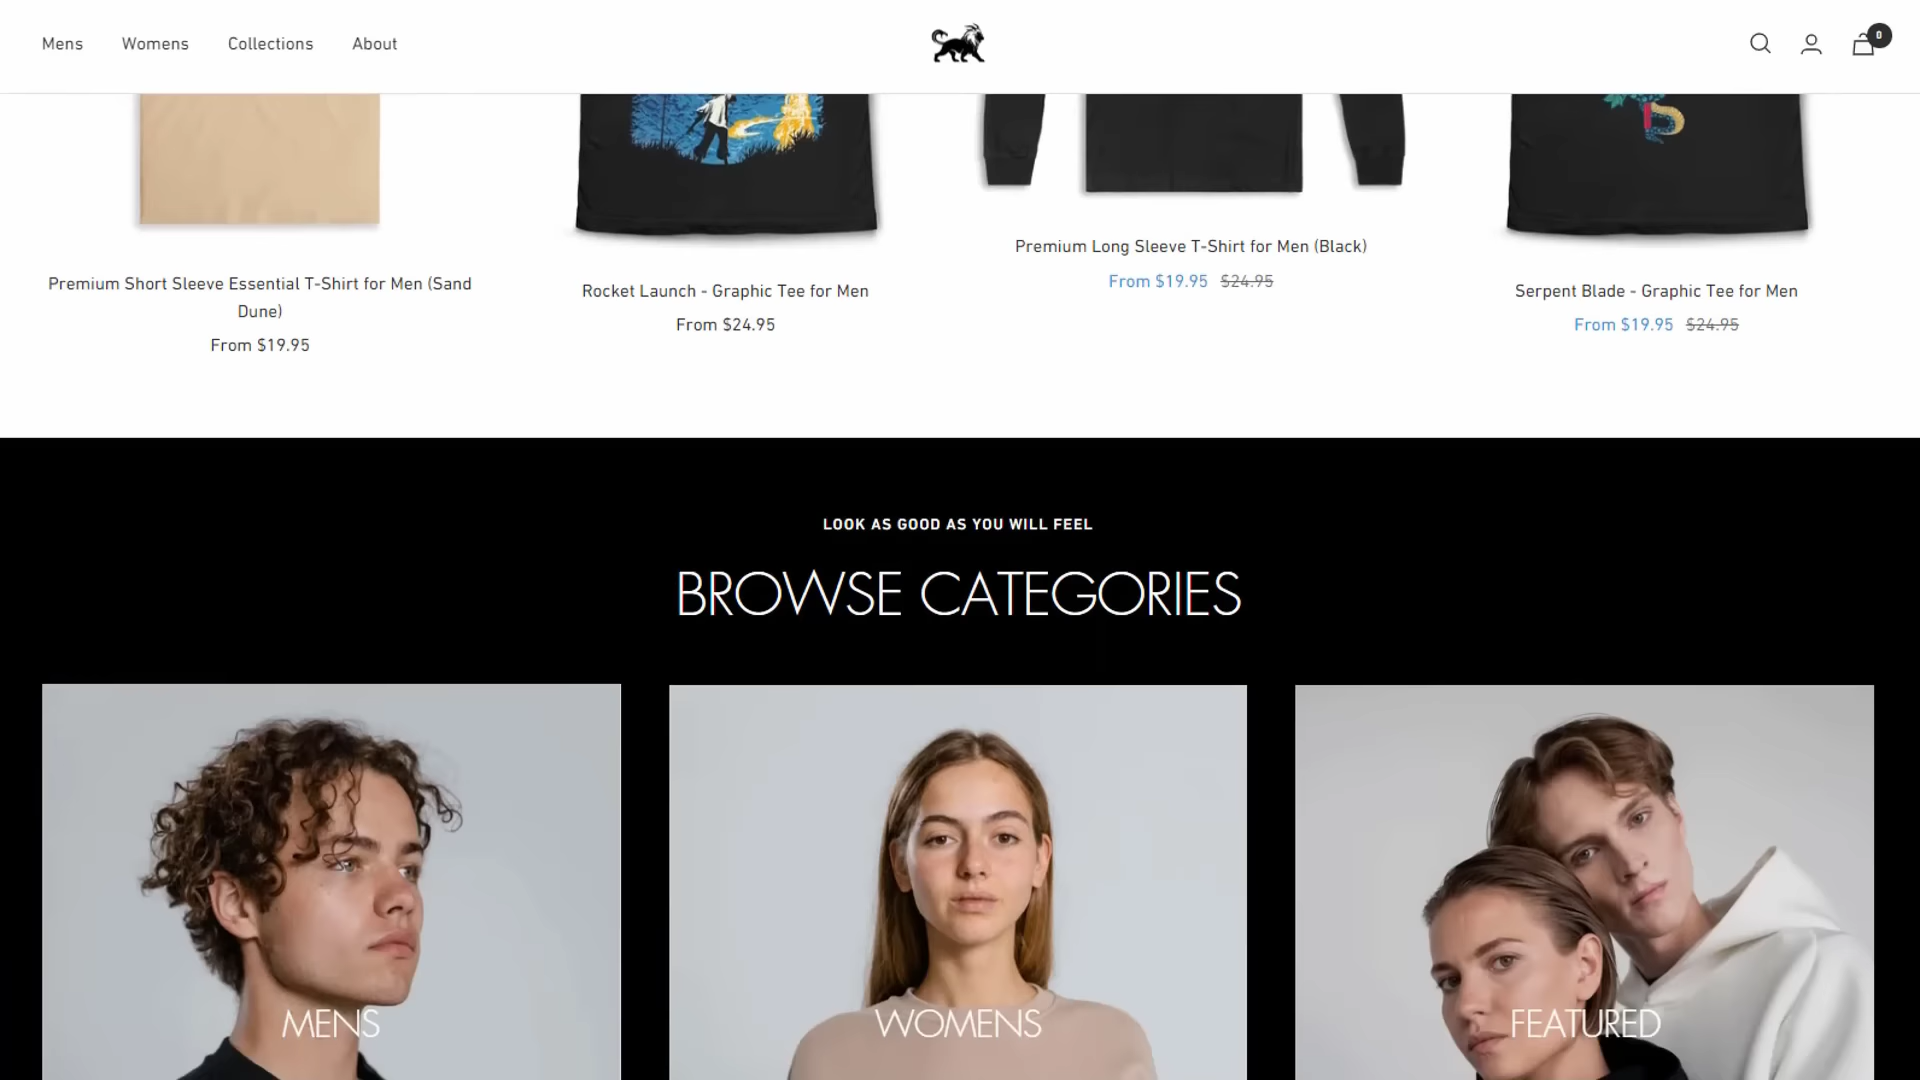 Mens
Womens
Collections
About
0
Premium Short Sleeve Essential T-Shirt for Men (Sand
Dune)
From $19.95
Rocket Launch - Graphic Tee for Men
From $24.95
Premium Long Sleeve T-Shirt for Men (Black)
From $19.95 $24.95
Serpent Blade - Graphic Tee for Men
From $19.95 $24.95
LOOK AS GOOD AS YOU WILL FEEL
BROWSE CATEGORIES
MENS
WOMENS
FEATURED